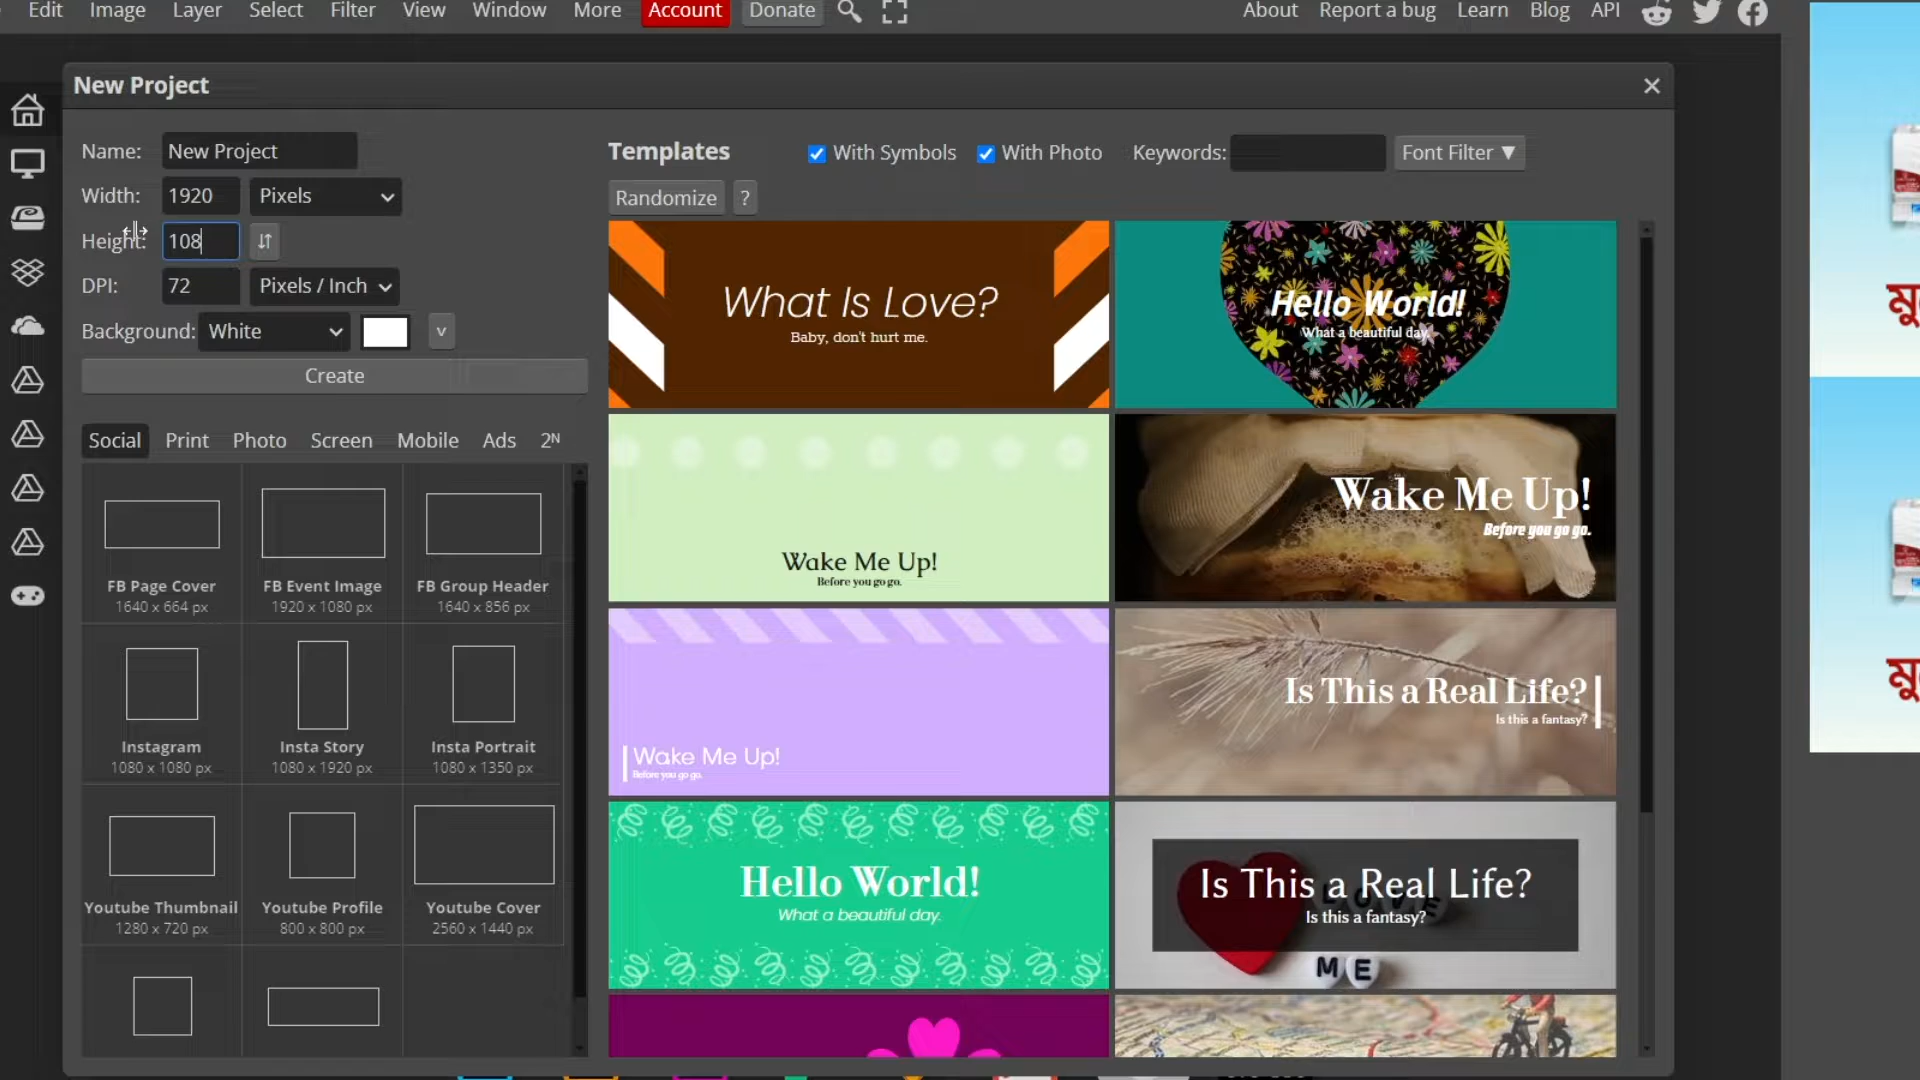 Edit Image Layer Select Filter View Window More Account Donate About Report a bug Learn Blog API
New Project
Name: New Project
Width: 1920 Pixels
Height: 108
DPI: 72 Pixels / Inch
Background: White v
Create
Social Print Photo Screen Mobile Ads 2ᴺ
FB Page Cover FB Event Image FB Group Header
1640 x 664 px 1920 x 1080 px 1640 x 856 px
Instagram Insta Story Insta Portrait
1080 x 1080 px 1080 x 1920 px 1080 x 1350 px
Youtube Thumbnail Youtube Profile Youtube Cover
1280 x 720 px 800 x 800 px 2560 x 1440 px
Templates With Symbols With Photo Keywords: Font Filter ▼
Randomize ?
What Is Love?
Baby, don't hurt me.
Hello World!
What a beautiful day.
Wake Me Up!
Before you go go.
Wake Me Up!
Before you go go.
Wake Me Up!
Before you go go.
Is This a Real Life?
Is this a fantasy?
Hello World!
What a beautiful day.
Is This a Real Life?
Is this a fantasy?
ME